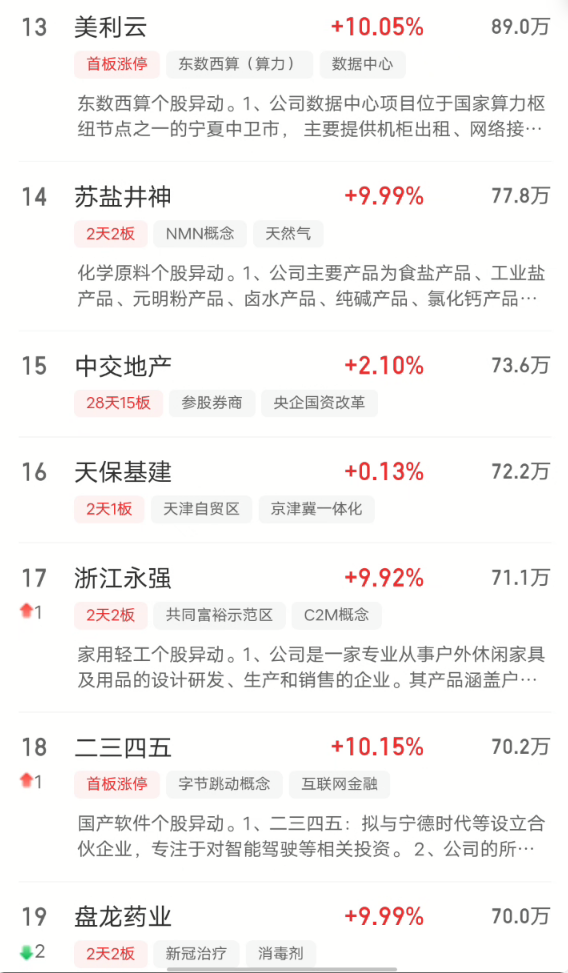 13 美利云 +10.05% 89.0万
首板涨停 东数西算（算力） 数据中心
东数西算个股异动。1、公司数据中心项目位于国家算力枢
纽节点之一的宁夏中卫市， 主要提供机柜出租、网络接…
14 苏盐井神 +9.99% 77.8万
2天2板 NMN概念 天然气
化学原料个股异动。1、公司主要产品为食盐产品、工业盐
产品、元明粉产品、卤水产品、纯碱产品、氯化钙产品…
15 中交地产 +2.10% 73.6万
28天15板 参股券商 央企国资改革
16 天保基建 +0.13% 72.2万
2天1板 天津自贸区 京津冀一体化
17 浙江永强 +9.92% 71.1万
1 2天2板 共同富裕示范区 C2M概念
家用轻工个股异动。1、公司是一家专业从事户外休闲家具
及用品的设计研发、生产和销售的企业。其产品涵盖户…
18 二三四五 +10.15% 70.2万
1 首板涨停 字节跳动概念 互联网金融
国产软件个股异动。1、二三四五：拟与宁德时代等设立合
伙企业，专注于对智能驾驶等相关投资。2、公司的所…
19 盘龙药业 +9.99% 70.0万
2 2天2板 新冠治疗 消毒剂